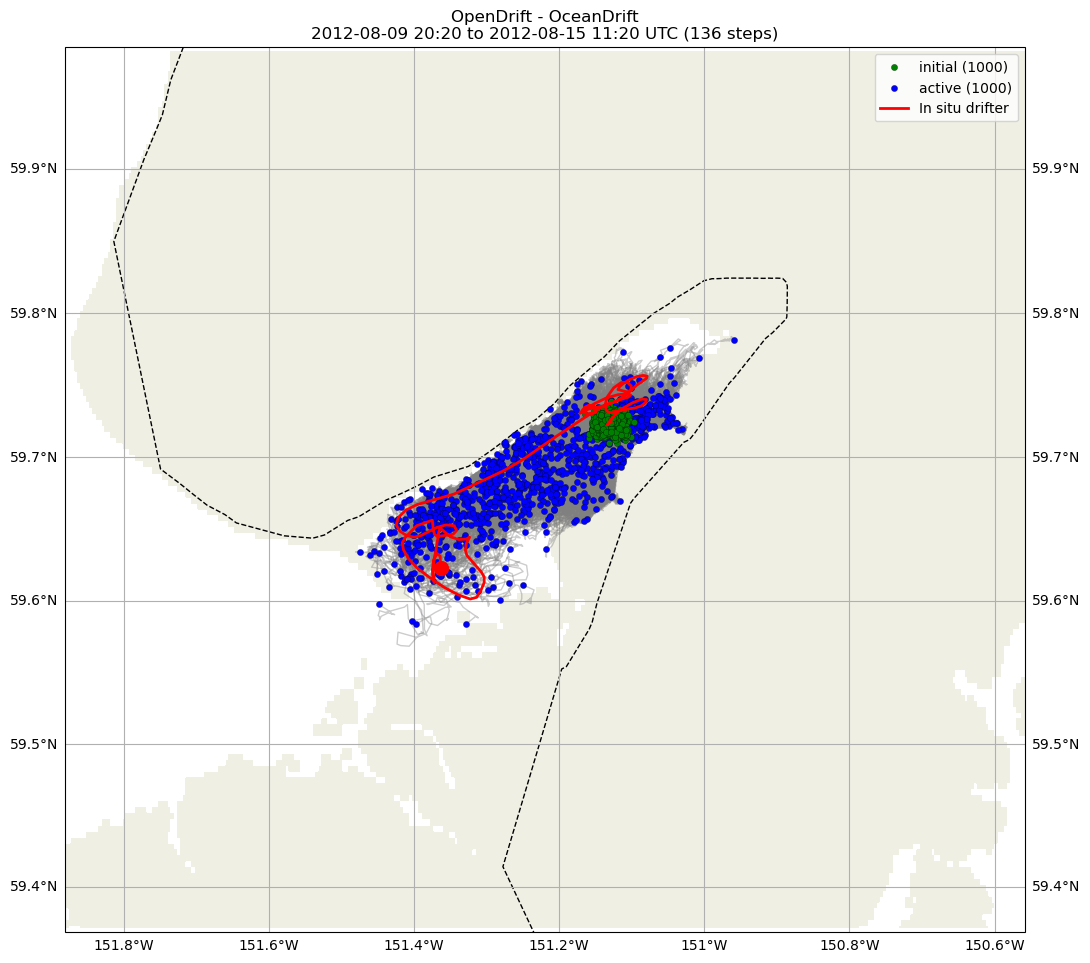 OpenDrift - OceanDrift
2012-08-09 20:20 to 2012-08-15 11:20 UTC (136 steps)
initial (1000)
active (1000)
In situ drifter
59.9°N 59.9°N
59.8°N 59.8°N
59.7°N 59.7°N
59.6°N 59.6°N
59.5°N 59.5°N
59.4°N 59.4°N
151.8°W 151.6°W 151.4°W 151.2°W 151°W 150.8°W 150.6°W